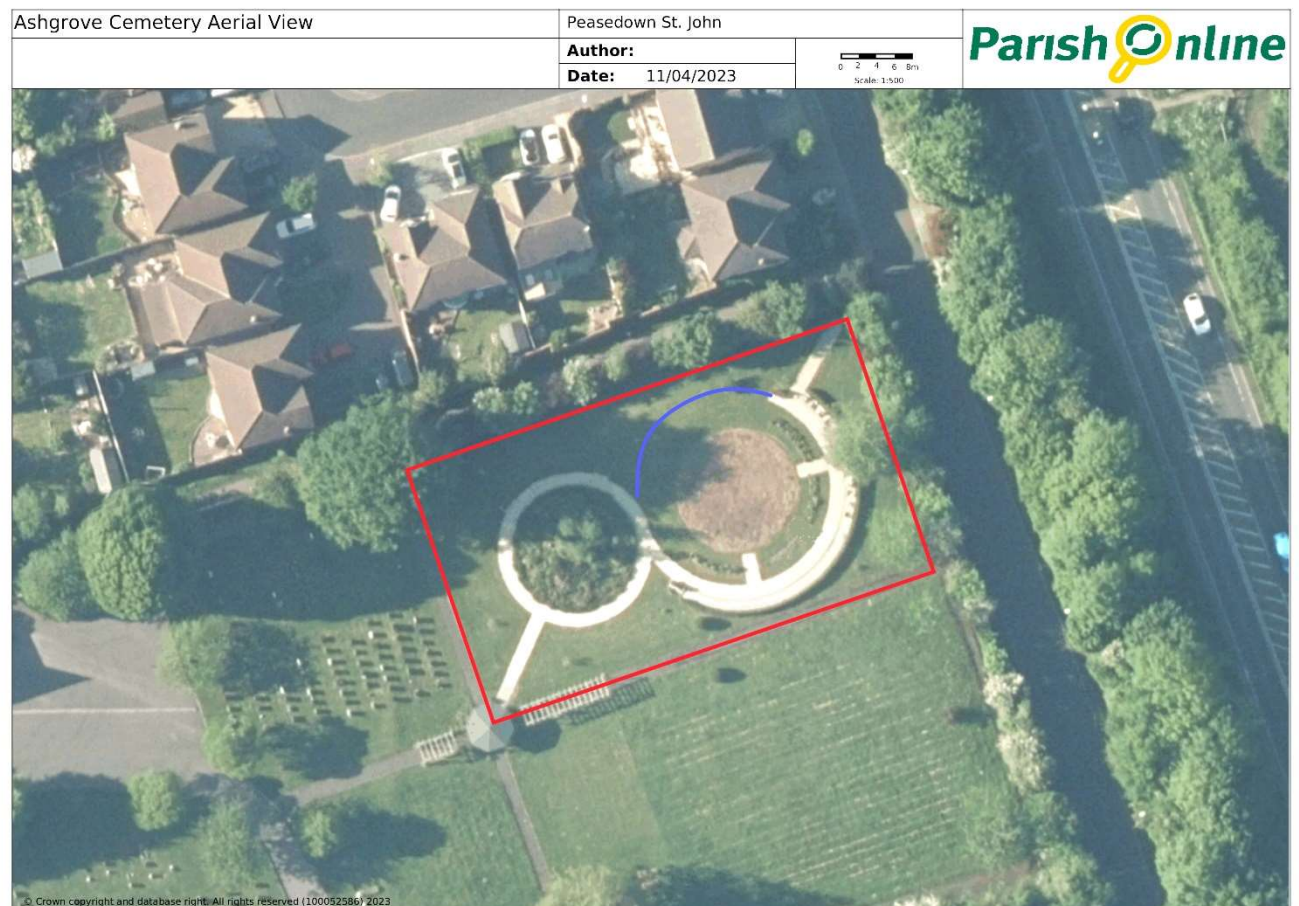 Ashgrove Cemetery Aerial View
Peasedown St. John
Author:
Date: 11/04/2023
0 2 4 6 8m
Scale: 1:500
Parish Online
© Crown copyright and database right. All rights reserved (100052586) 2023